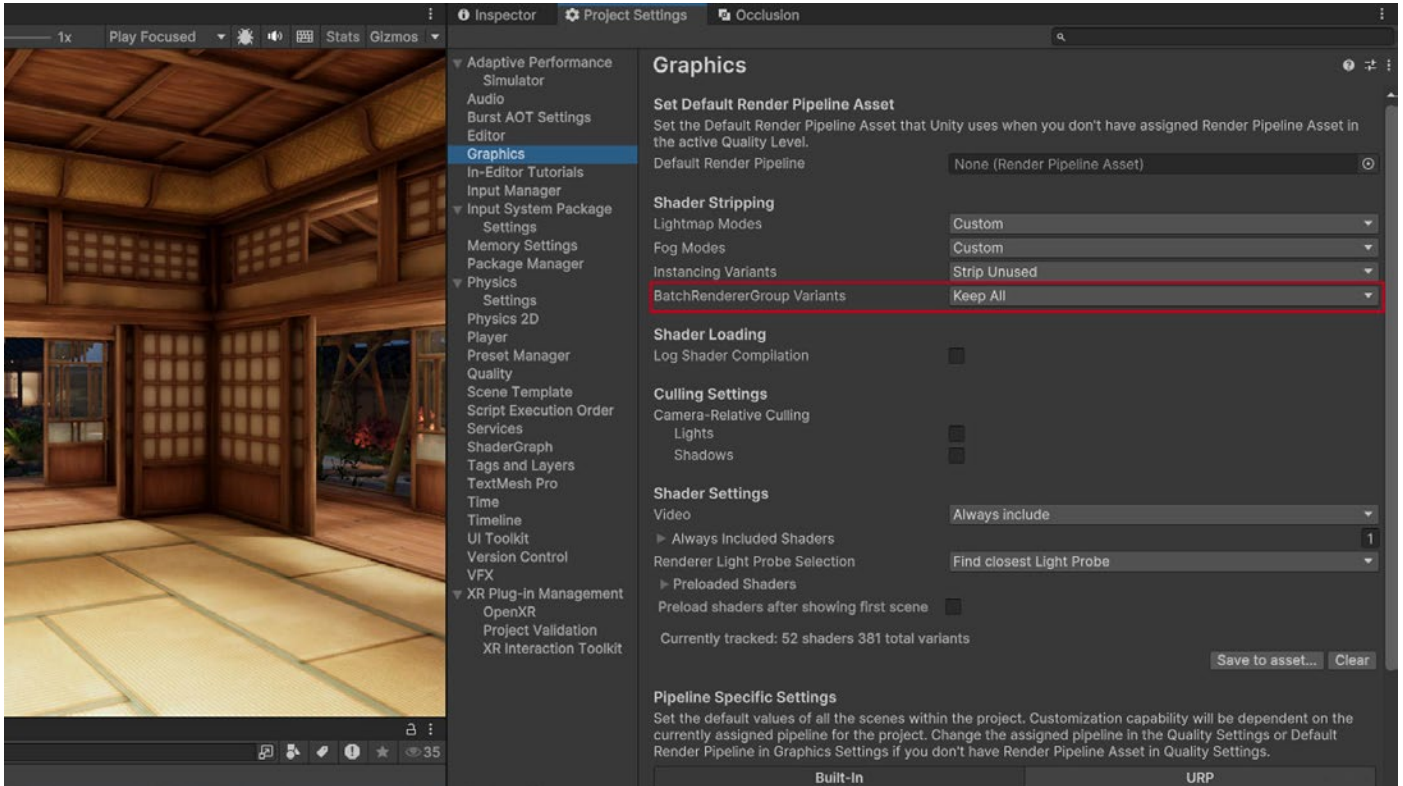 Inspector
Project Settings
Occlusion
1x
Play Focused
Stats
Gizmos
Adaptive Performance
Simulator
Audio
Burst AOT Settings
Editor
Graphics
In-Editor Tutorials
Input Manager
Input System Package
Settings
Memory Settings
Package Manager
Physics
Settings
Physics 2D
Player
Preset Manager
Quality
Scene Template
Script Execution Order
Services
ShaderGraph
Tags and Layers
TextMesh Pro
Time
Timeline
UI Toolkit
Version Control
VFX
XR Plug-in Management
OpenXR
Project Validation
XR Interaction Toolkit
35
Graphics
Set Default Render Pipeline Asset
Set the Default Render Pipeline Asset that Unity uses when you don't have assigned Render Pipeline Asset in
the active Quality Level.
Default Render Pipeline None (Render Pipeline Asset)
Shader Stripping
Lightmap Modes Custom
Fog Modes Custom
Instancing Variants Strip Unused
BatchRendererGroup Variants Keep All
Shader Loading
Log Shader Compilation
Culling Settings
Camera-Relative Culling
Lights
Shadows
Shader Settings
Video Always include
Always Included Shaders 1
Renderer Light Probe Selection Find closest Light Probe
Preloaded Shaders
Preload shaders after showing first scene
Currently tracked: 52 shaders 381 total variants
Save to asset... Clear
Pipeline Specific Settings
Set the default values of all the scenes within the project. Customization capability will be dependent on the
currently assigned pipeline for the project. Change the assigned pipeline in the Quality Settings or Default
Render Pipeline in Graphics Settings if you don't have Render Pipeline Asset in Quality Settings.
Built-In URP